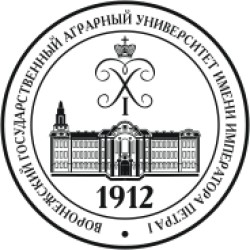 ВОРОНЕЖСКИЙ ГОСУДАРСТВЕННЫЙ АГРАРНЫЙ УНИВЕРСИТЕТ ИМЕНИ ИМПЕРАТОРА ПЕТРА I
I
1912